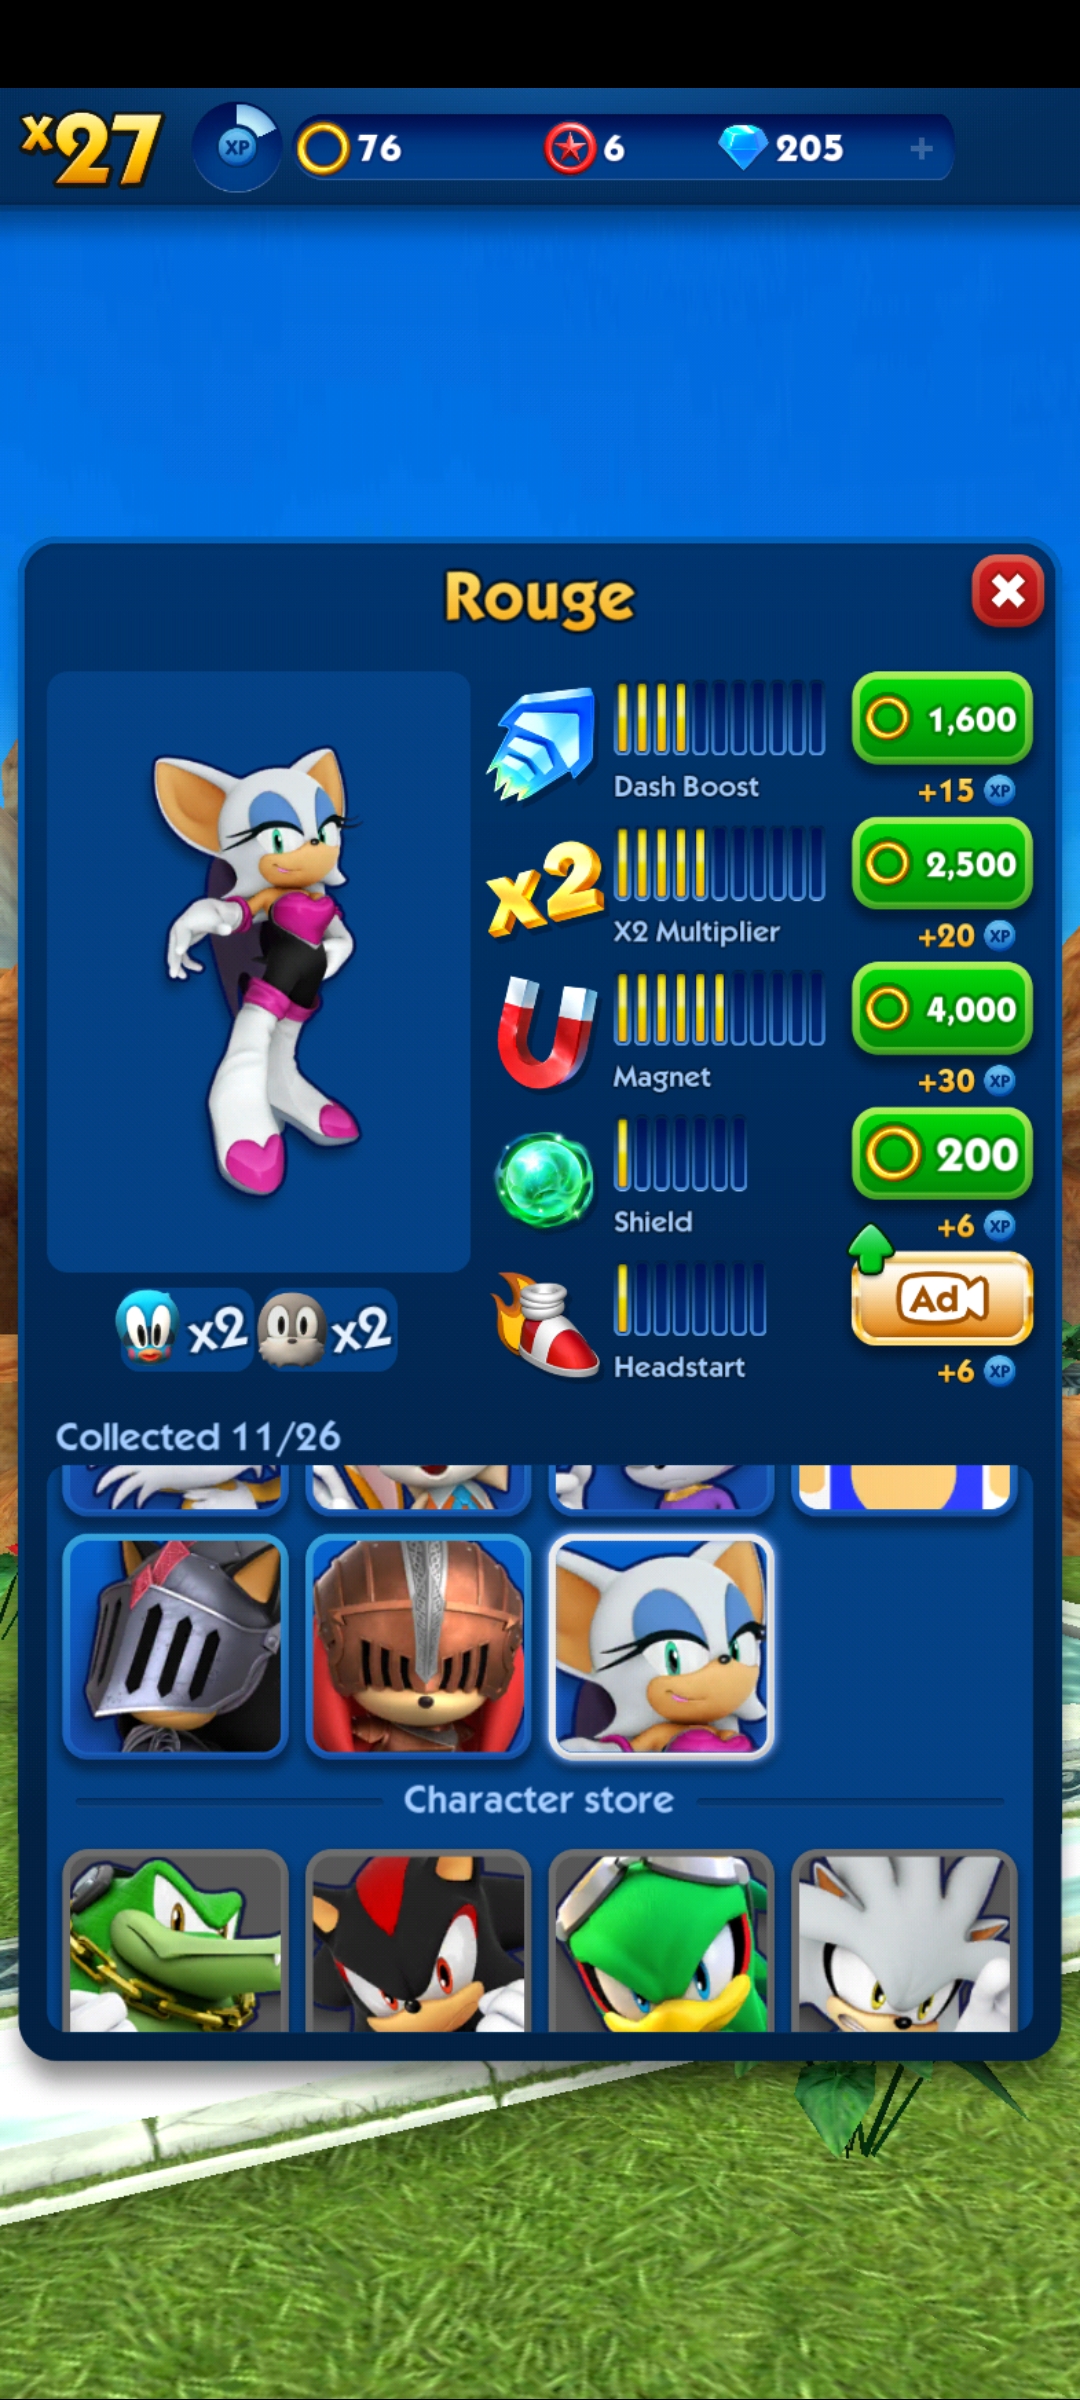 x27 XP 76 6 205 +
Rouge
1,600
Dash Boost +15 XP
x2 2,500
X2 Multiplier +20 XP
4,000
Magnet +30 XP
200
Shield +6 XP
Ad
Headstart +6 XP
x2 x2
Collected 11/26
Character store